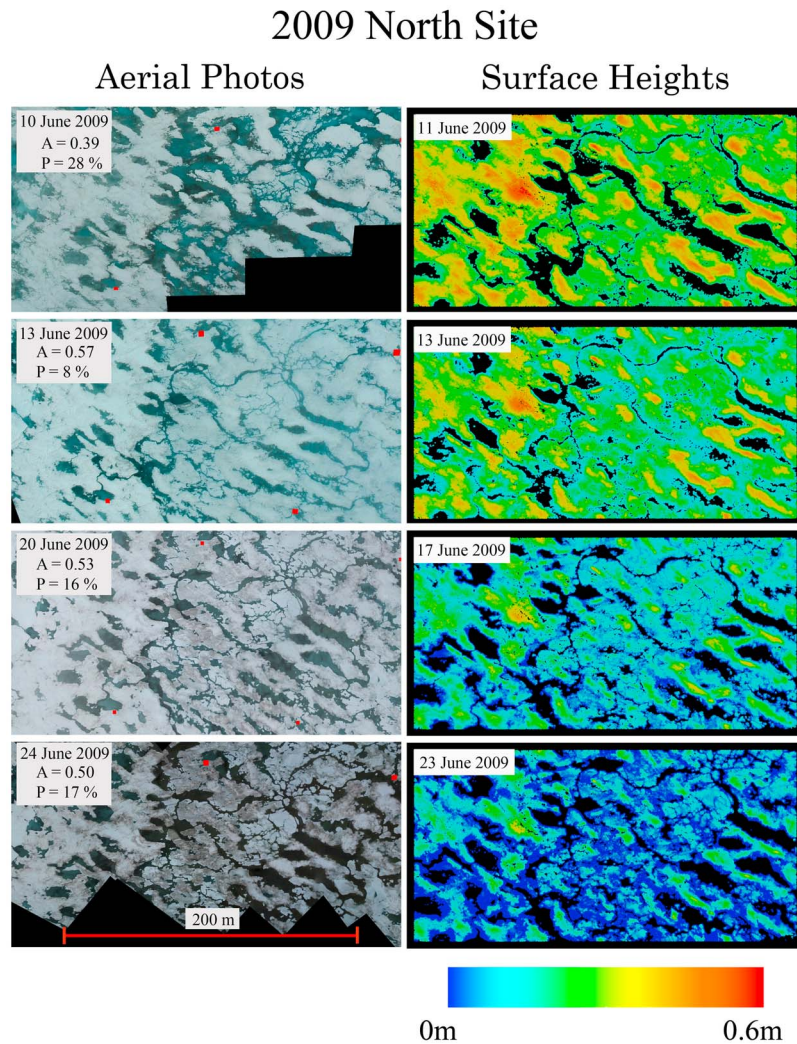 2009 North Site
Aerial Photos
Surface Heights
10 June 2009
A = 0.39
P = 28 %
11 June 2009
13 June 2009
A = 0.57
P = 8 %
13 June 2009
20 June 2009
A = 0.53
P = 16 %
17 June 2009
24 June 2009
A = 0.50
P = 17 %
23 June 2009
200 m
0m
0.6m